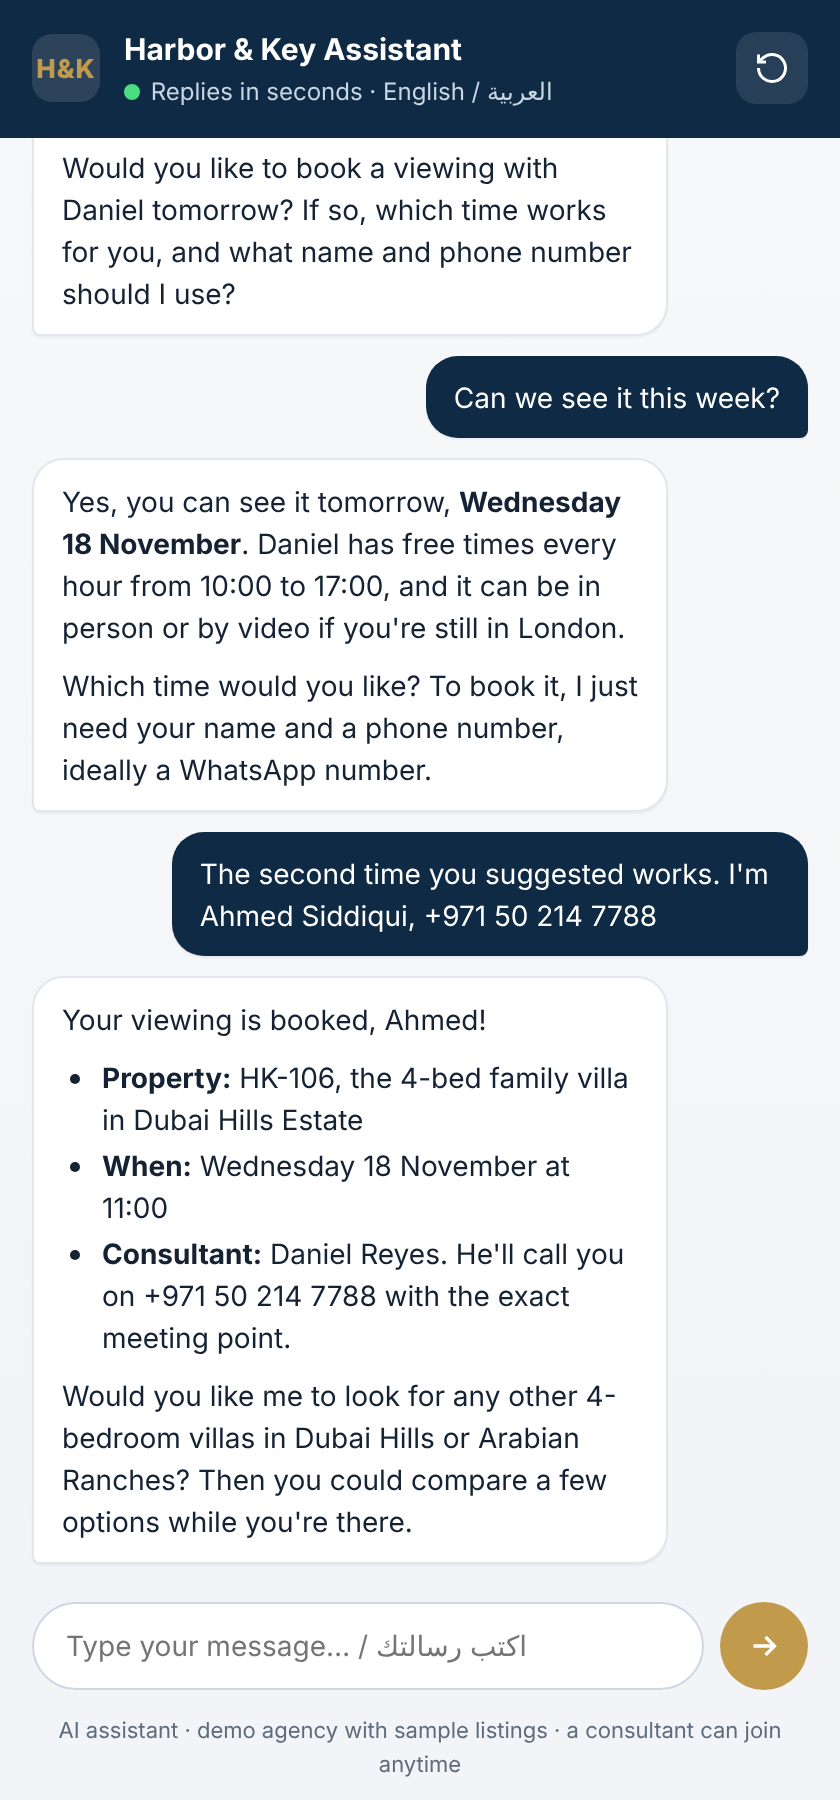 H&K
Harbor & Key Assistant
Replies in seconds · English / العربية
Would you like to book a viewing with
Daniel tomorrow? If so, which time works
for you, and what name and phone number
should I use?
Can we see it this week?
Yes, you can see it tomorrow, Wednesday
18 November. Daniel has free times every
hour from 10:00 to 17:00, and it can be in
person or by video if you're still in London.
Which time would you like? To book it, I just
need your name and a phone number,
ideally a WhatsApp number.
The second time you suggested works. I'm
Ahmed Siddiqui, +971 50 214 7788
Your viewing is booked, Ahmed!
• Property: HK-106, the 4-bed family villa
in Dubai Hills Estate
• When: Wednesday 18 November at
11:00
• Consultant: Daniel Reyes. He'll call you
on +971 50 214 7788 with the exact
meeting point.
Would you like me to look for any other 4-
bedroom villas in Dubai Hills or Arabian
Ranches? Then you could compare a few
options while you're there.
Type your message... / اكتب رسالتك
AI assistant · demo agency with sample listings · a consultant can join
anytime